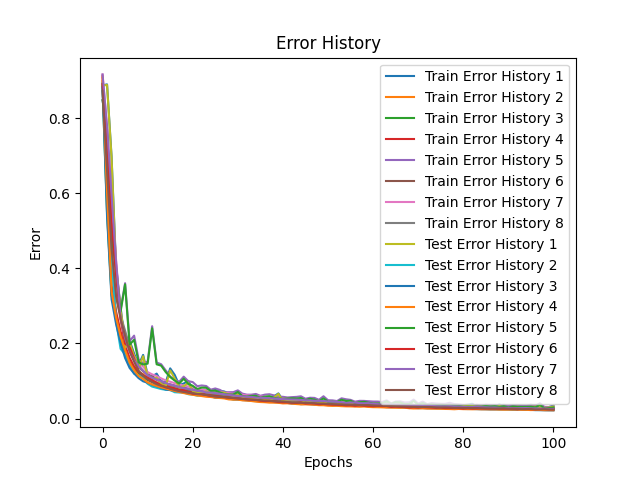 Error History
Train Error History 1
Train Error History 2
Train Error History 3
Train Error History 4
Train Error History 5
Train Error History 6
Train Error History 7
Train Error History 8
Test Error History 1
Test Error History 2
Test Error History 3
Test Error History 4
Test Error History 5
Test Error History 6
Test Error History 7
Test Error History 8
Error
0.8
0.6
0.4
0.2
0.0
0 20 40 60 80 100
Epochs